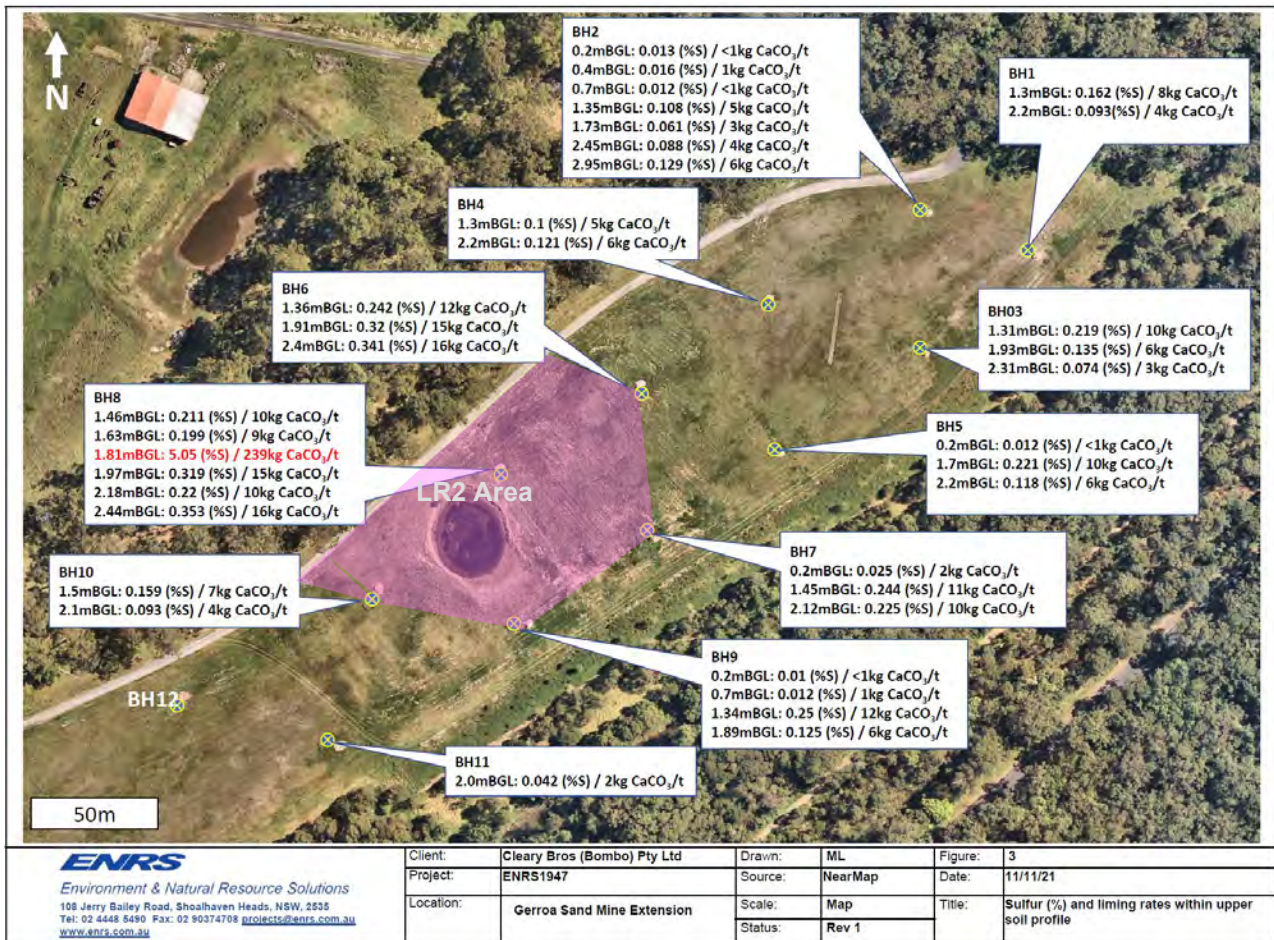 N
BH2
0.2mBGL: 0.013 (%S) / <1kg CaCO₃/t
0.4mBGL: 0.016 (%S) / 1kg CaCO₃/t
0.7mBGL: 0.012 (%S) / <1kg CaCO₃/t
1.35mBGL: 0.108 (%S) / 5kg CaCO₃/t
1.73mBGL: 0.061 (%S) / 3kg CaCO₃/t
2.45mBGL: 0.088 (%S) / 4kg CaCO₃/t
2.95mBGL: 0.129 (%S) / 6kg CaCO₃/t
BH1
1.3mBGL: 0.162 (%S) / 8kg CaCO₃/t
2.2mBGL: 0.093(%S) / 4kg CaCO₃/t
BH4
1.3mBGL: 0.1 (%S) / 5kg CaCO₃/t
2.2mBGL: 0.121 (%S) / 6kg CaCO₃/t
BH6
1.36mBGL: 0.242 (%S) / 12kg CaCO₃/t
1.91mBGL: 0.32 (%S) / 15kg CaCO₃/t
2.4mBGL: 0.341 (%S) / 16kg CaCO₃/t
BH03
1.31mBGL: 0.219 (%S) / 10kg CaCO₃/t
1.93mBGL: 0.135 (%S) / 6kg CaCO₃/t
2.31mBGL: 0.074 (%S) / 3kg CaCO₃/t
BH8
1.46mBGL: 0.211 (%S) / 10kg CaCO₃/t
1.63mBGL: 0.199 (%S) / 9kg CaCO₃/t
1.81mBGL: 5.05 (%S) / 239kg CaCO₃/t
1.97mBGL: 0.319 (%S) / 15kg CaCO₃/t
2.18mBGL: 0.22 (%S) / 10kg CaCO₃/t
2.44mBGL: 0.353 (%S) / 16kg CaCO₃/t
LR2 Area
BH5
0.2mBGL: 0.012 (%S) / <1kg CaCO₃/t
1.7mBGL: 0.221 (%S) / 10kg CaCO₃/t
2.2mBGL: 0.118 (%S) / 6kg CaCO₃/t
BH10
1.5mBGL: 0.159 (%S) / 7kg CaCO₃/t
2.1mBGL: 0.093 (%S) / 4kg CaCO₃/t
BH7
0.2mBGL: 0.025 (%S) / 2kg CaCO₃/t
1.45mBGL: 0.244 (%S) / 11kg CaCO₃/t
2.12mBGL: 0.225 (%S) / 10kg CaCO₃/t
BH9
0.2mBGL: 0.01 (%S) / <1kg CaCO₃/t
0.7mBGL: 0.012 (%S) / 1kg CaCO₃/t
1.34mBGL: 0.25 (%S) / 12kg CaCO₃/t
1.89mBGL: 0.125 (%S) / 6kg CaCO₃/t
BH12
BH11
2.0mBGL: 0.042 (%S) / 2kg CaCO₃/t
50m
ENRS
Environment & Natural Resource Solutions
108 Jerry Bailey Road, Shoalhaven Heads, NSW, 2535
Tel: 02 4448 5490 Fax: 02 90374708 projects@enrs.com.au
www.enrs.com.au
Client: Cleary Bros (Bombo) Pty Ltd Drawn: ML Figure: 3
Project: ENRS1947 Source: NearMap Date: 11/11/21
Location: Gerroa Sand Mine Extension Scale: Map Title: Sulfur (%) and liming rates within upper soil profile
Status: Rev 1